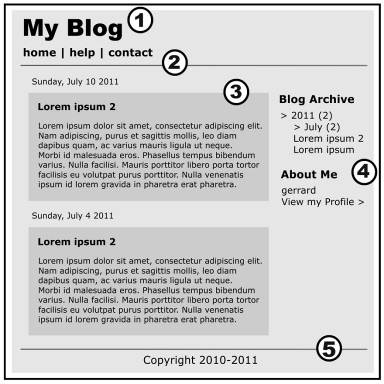 My Blog
1
home | help | contact
2
Sunday, July 10 2011
3
Lorem ipsum 2
Lorem ipsum dolor sit amet, consectetur adipiscing elit.
Nam adipiscing, purus et sagittis mollis, leo diam
dapibus quam, ac varius mauris ligula ut neque.
Morbi id malesuada eros. Phasellus tempus bibendum
varius. Nulla facilisi. Mauris porttitor libero porta tortor
facilisis eu volutpat purus porttitor. Nulla venenatis
ipsum id lorem gravida in pharetra erat pharetra.
Sunday, July 4 2011
Lorem ipsum 2
Lorem ipsum dolor sit amet, consectetur adipiscing elit.
Nam adipiscing, purus et sagittis mollis, leo diam
dapibus quam, ac varius mauris ligula ut neque.
Morbi id malesuada eros. Phasellus tempus bibendum
varius. Nulla facilisi. Mauris porttitor libero porta tortor
facilisis eu volutpat purus porttitor. Nulla venenatis
ipsum id lorem gravida in pharetra erat pharetra.
Blog Archive
> 2011 (2)
> July (2)
Lorem ipsum 2
Lorem ipsum
4
About Me
gerrard
View my Profile >
5
Copyright 2010-2011